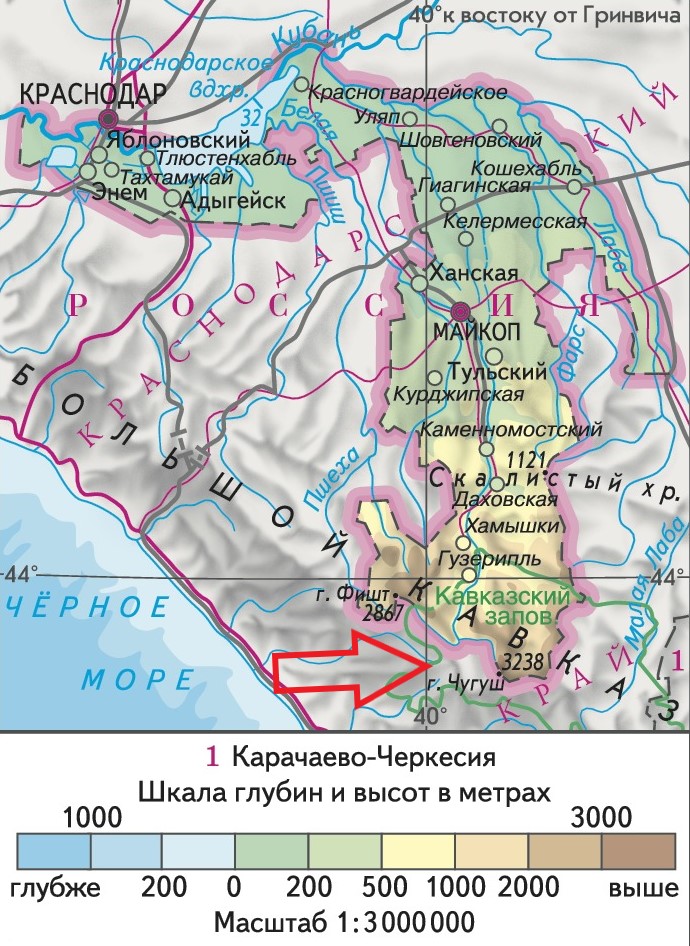 40° к востоку от Гринвича
Кубань
Краснодарское
вдхр.
КРАСНОДАР
32
Белая
Красногвардейское
Уляп
Шовгеновский
Яблоновский
Тлюстенхабль
Тахтамукай
Энем
Адыгейск
Пшиш
Кошехабль
Гиагинская
Келермесская
Лаба
Ханская
РОССИЯ
КРАСНОДАРСКИЙ
МАЙКОП
Тульский
Фарс
Курджипская
БОЛЬШОЙ
Каменномостский
1121
Скалистый хр.
Пшеха
Даховская
Хамышки
Гузерипль
Малая Лаба
44°
44°
г. Фишт
2867
КАВКАЗ
Кавказский
запов.
ЧЁРНОЕ
МОРЕ
3238
г. Чугуш
КРАЙ
1
40°
1 Карачаево-Черкесия
Шкала глубин и высот в метрах
1000 3000
глубже 200 0 200 500 1000 2000 выше
Масштаб 1:3 000 000